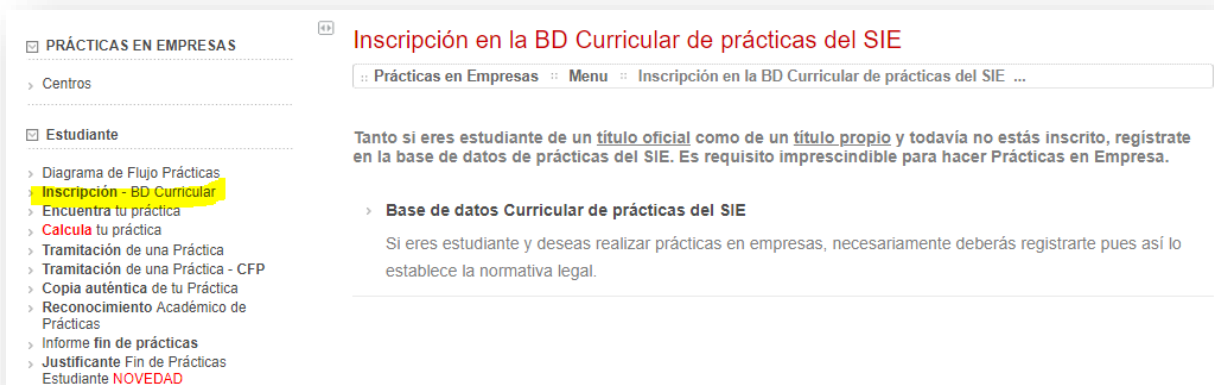 PRÁCTICAS EN EMPRESAS
Centros
Estudiante
Diagrama de Flujo Prácticas
Inscripción - BD Curricular
Encuentra tu práctica
Calcula tu práctica
Tramitación de una Práctica
Tramitación de una Práctica - CFP
Copia auténtica de tu Práctica
Reconocimiento Académico de
Prácticas
Informe fin de prácticas
Justificante Fin de Prácticas
Estudiante NOVEDAD
Inscripción en la BD Curricular de prácticas del SIE
:: Prácticas en Empresas :: Menu :: Inscripción en la BD Curricular de prácticas del SIE ...
Tanto si eres estudiante de un título oficial como de un título propio y todavía no estás inscrito, regístrate
en la base de datos de prácticas del SIE. Es requisito imprescindible para hacer Prácticas en Empresa.
Base de datos Curricular de prácticas del SIE
Si eres estudiante y deseas realizar prácticas en empresas, necesariamente deberás registrarte pues así lo
establece la normativa legal.